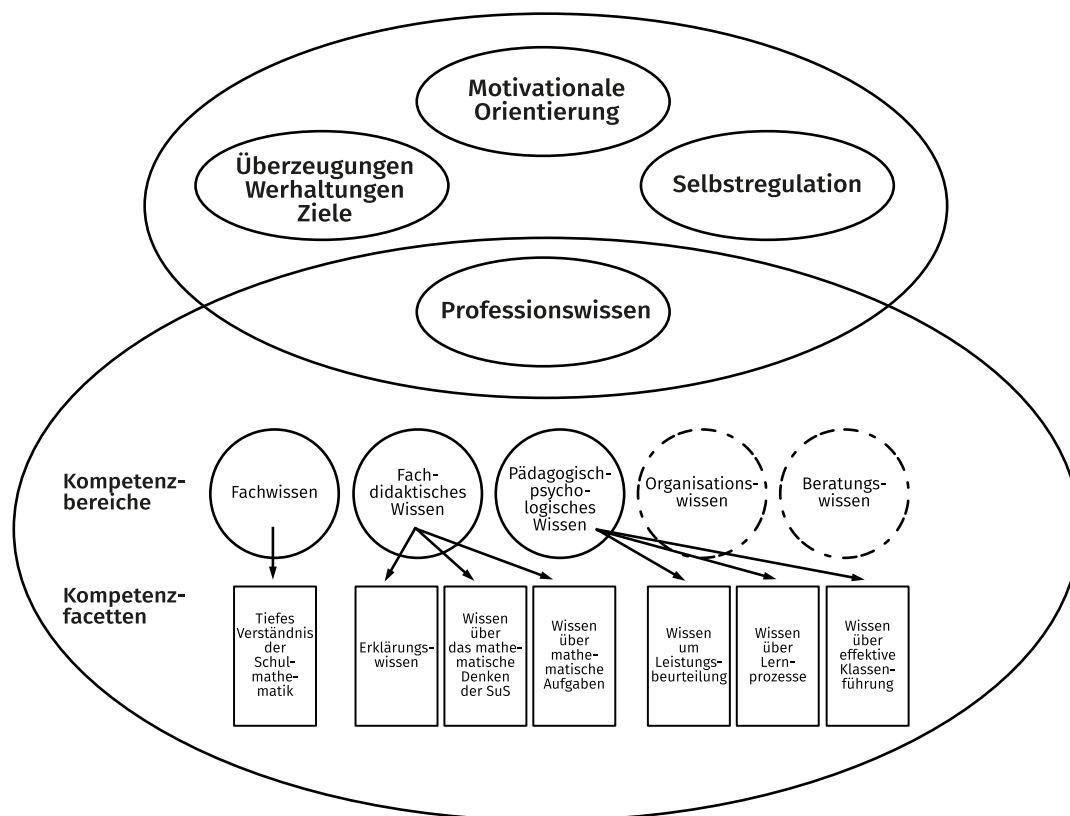 Motivationale
Orientierung
Überzeugungen
Werhaltungen
Ziele
Selbstregulation
Professionswissen
Kompetenz-
bereiche
Fachwissen
Fach-
didaktisches
Wissen
Pädagogisch-
psycho-
logisches
Wissen
Organisations-
wissen
Beratungs-
wissen
Kompetenz-
facetten
Tiefes
Verständnis
der
Schul-
mathe-
matik
Erklärungs-
wissen
Wissen
über
das mathe-
matische
Denken
der SuS
Wissen
über
mathe-
matische
Aufgaben
Wissen
um
Leistungs-
beurteilung
Wissen
über
Lern-
prozesse
Wissen
über
effektive
Klassen-
führung